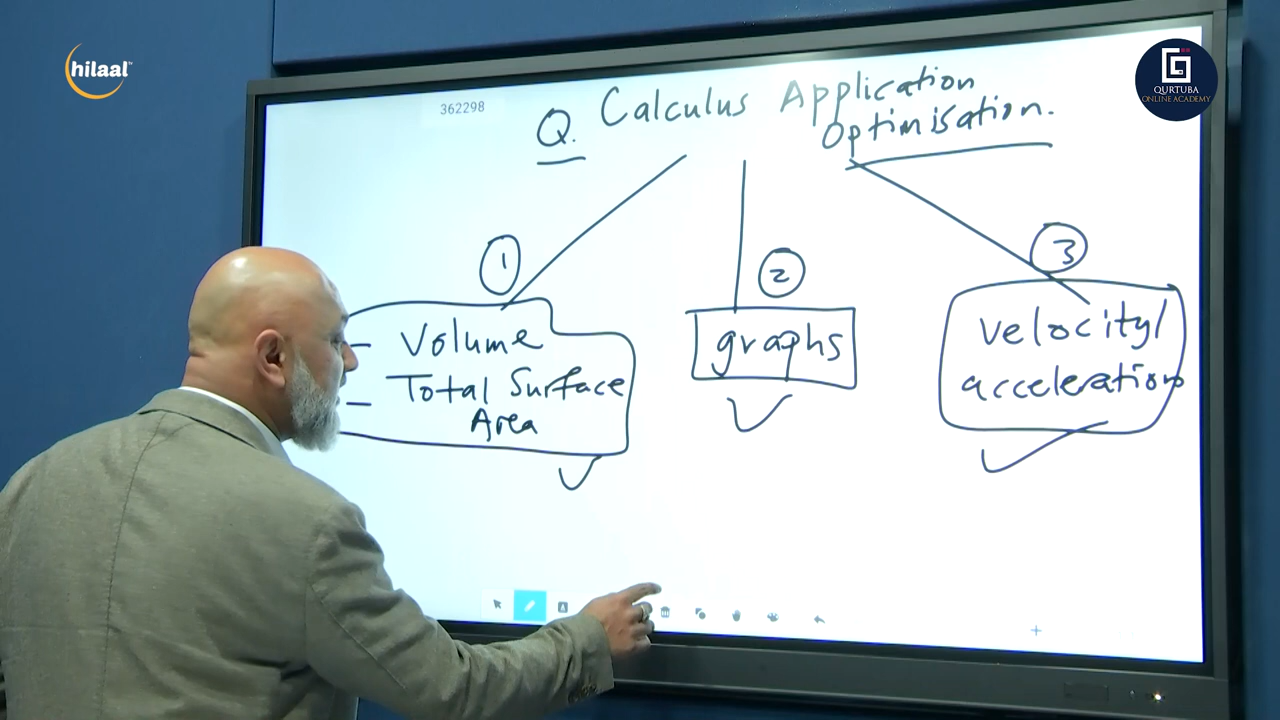 hilaal
QURTUBA
ONLINE ACADEMY
362298
Q. Calculus Application
Optimisation.
1
- Volume
- Total Surface
Area
2
graphs
3
velocity/
acceleration